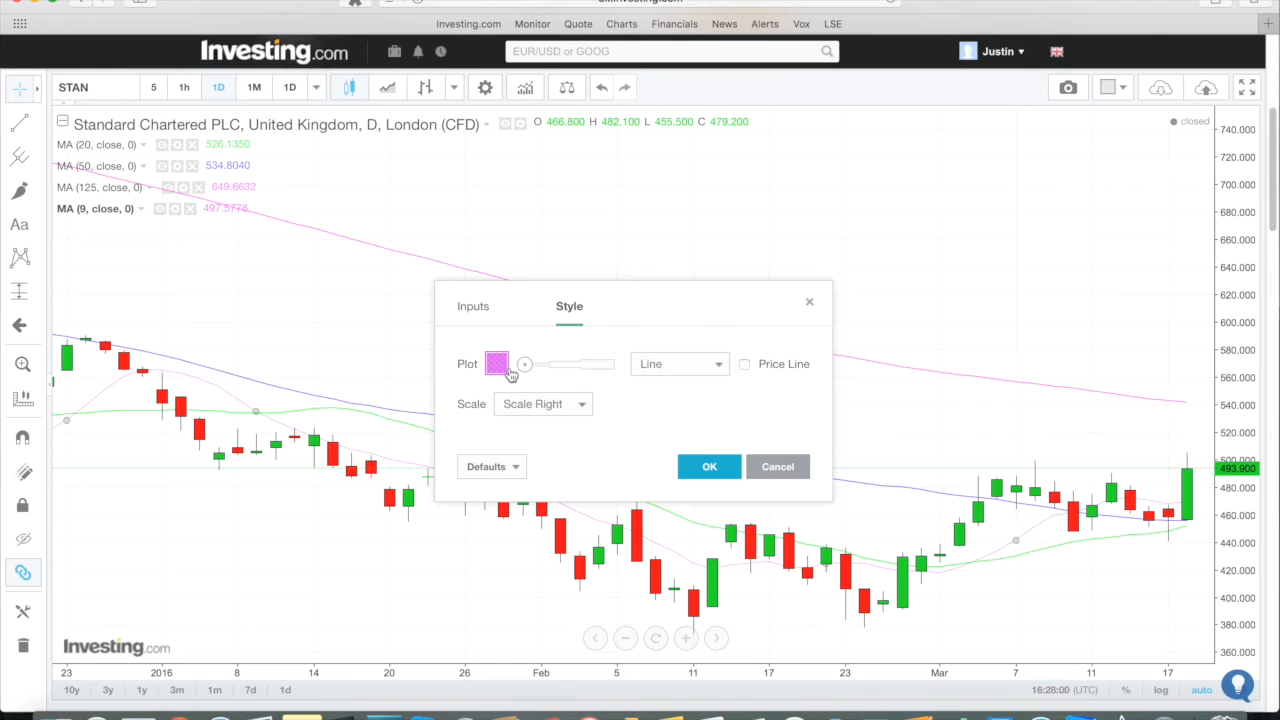 Investing.com Monitor Quote Charts Financials News Alerts Vox LSE
Investing.com EUR/USD or GOOG Justin
STAN 5 1h 1D 1M 1D
Standard Chartered PLC, United Kingdom, D, London (CFD) O 466.800 H 482.100 L 455.500 C 479.200 closed
MA (20, close, 0) 526.1350
MA (50, close, 0) 534.8040
MA (125, close, 0) 649.6632
MA (9, close, 0) 497.5778
Aa
740.000
720.000
700.000
680.000
660.000
640.000
620.000
600.000
580.000
560.000
540.000
520.000
500.000
493.900
480.000
460.000
440.000
420.000
400.000
380.000
360.000
Inputs Style
Plot Line Price Line
Scale Scale Right
Defaults OK Cancel
Investing.com
23 2016 8 14 20 26 Feb 5 11 17 23 Mar 7 11 17
10y 3y 1y 3m 1m 7d 1d 16:28:00 (UTC) % log auto